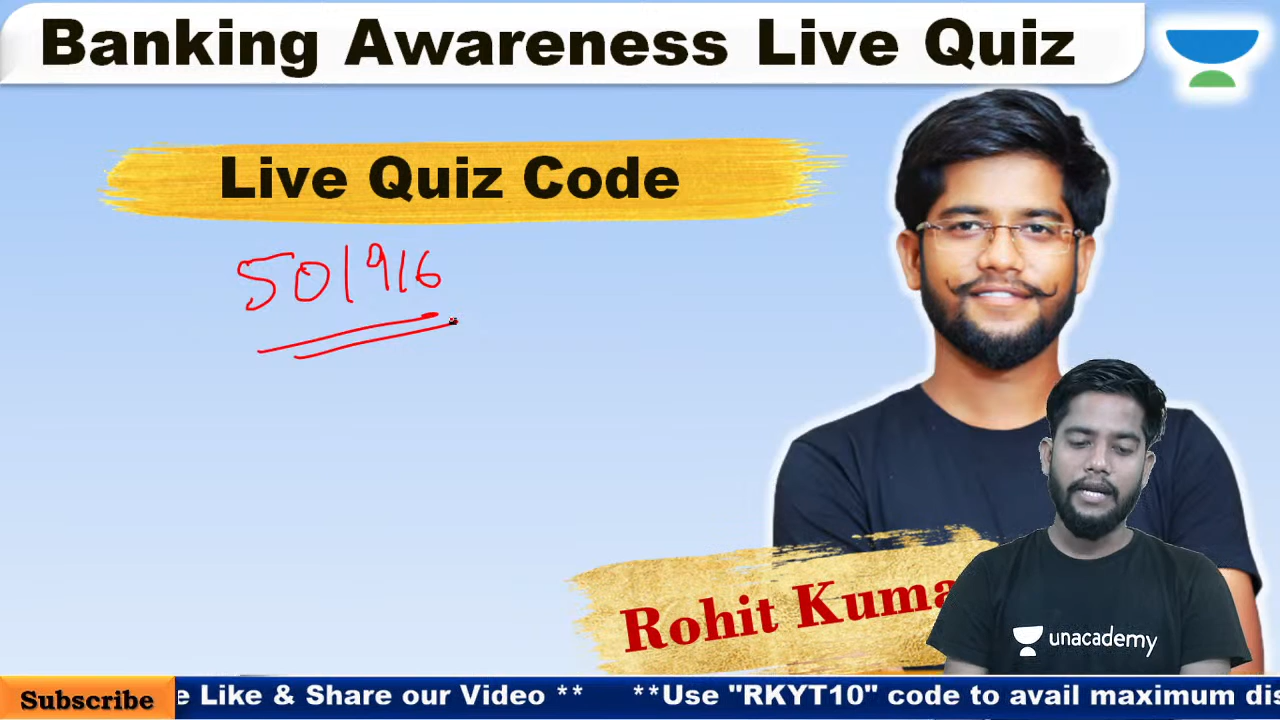 Banking Awareness Live Quiz
Live Quiz Code
501916
Rohit Kuma
unacademy
Subscribe
e Like & Share our Video ** **Use "RKYT10" code to avail maximum dis